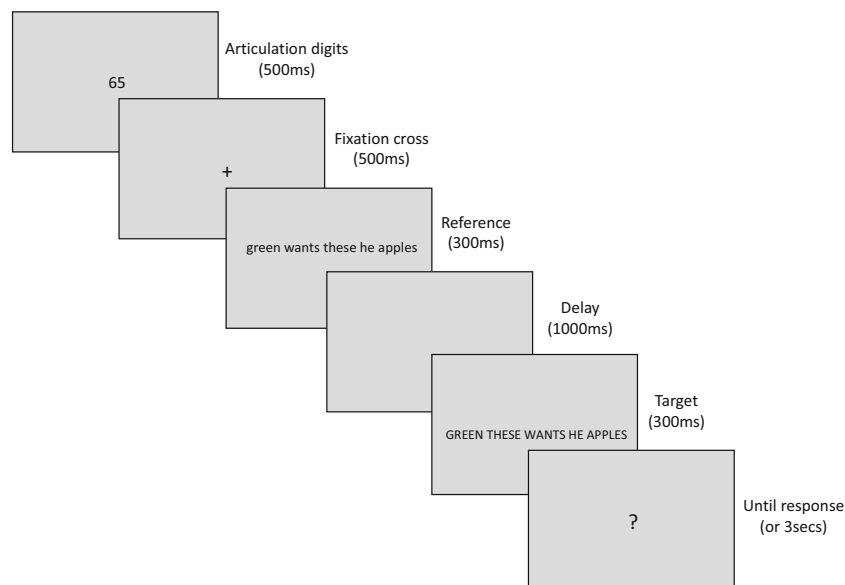 65
Articulation digits
(500ms)
+
Fixation cross
(500ms)
green wants these he apples
Reference
(300ms)
Delay
(1000ms)
GREEN THESE WANTS HE APPLES
Target
(300ms)
?
Until response
(or 3secs)